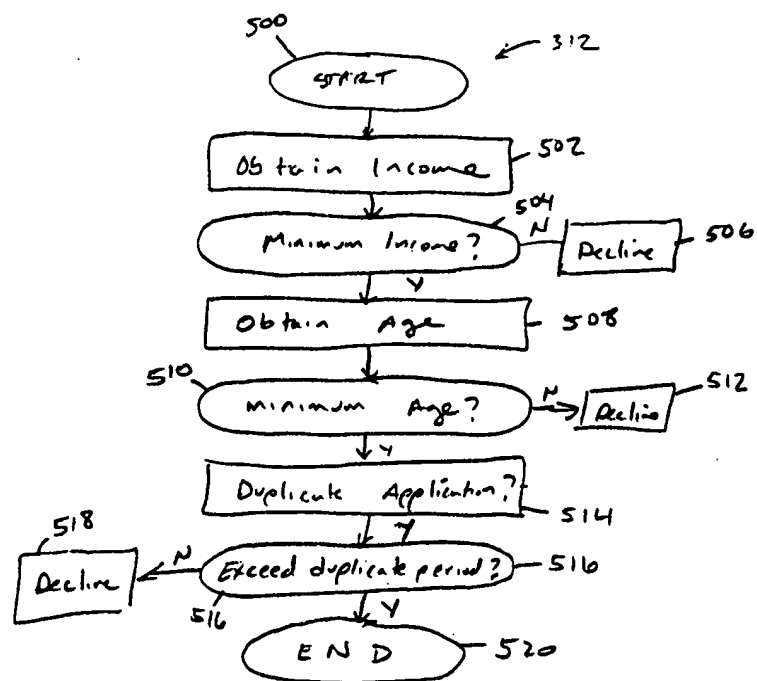 500
312
START
Obtain Income
502
504
Minimum Income?
N
Decline
506
Y
Obtain Age
508
510
Minimum Age?
N
Decline
512
Y
Duplicate Application?
514
Y
518
Decline
N
Exceed duplicate period?
516
516
Y
END
520